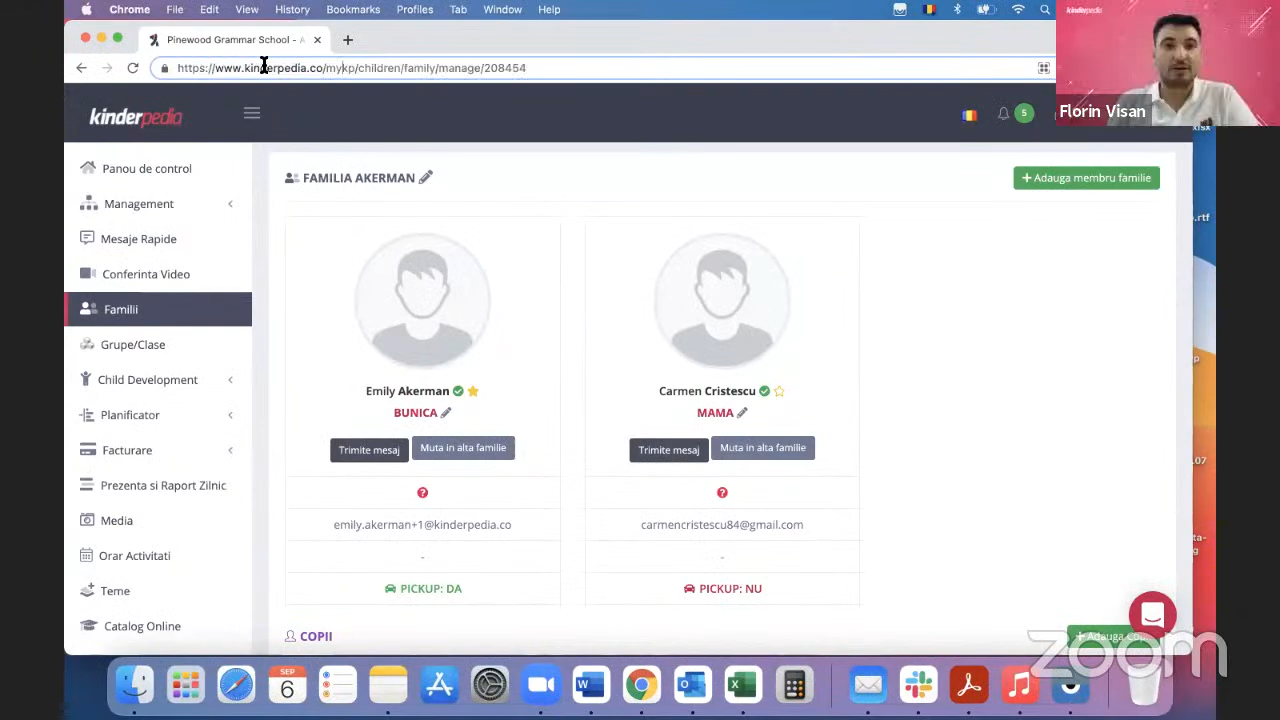 Chrome File Edit View History Bookmarks Profiles Tab Window Help
Pinewood Grammar School - A
https://www.kinderpedia.co/mykp/children/family/manage/208454
kinderpedia
Florin Visan
kinderpedia
5
Panou de control
Management
Mesaje Rapide
Conferinta Video
Familii
Grupe/Clase
Child Development
Planificator
Facturare
Prezenta si Raport Zilnic
Media
Orar Activitati
Teme
Catalog Online
FAMILIA AKERMAN
+ Adauga membru familie
Emily Akerman
BUNICA
Trimite mesaj Muta in alta familie
?
emily.akerman+1@kinderpedia.co
-
PICKUP: DA
Carmen Cristescu
MAMA
Trimite mesaj Muta in alta familie
?
carmencristescu84@gmail.com
-
PICKUP: NU
COPII
+ Adauga
.rtf
.07
zoom
SEP
6